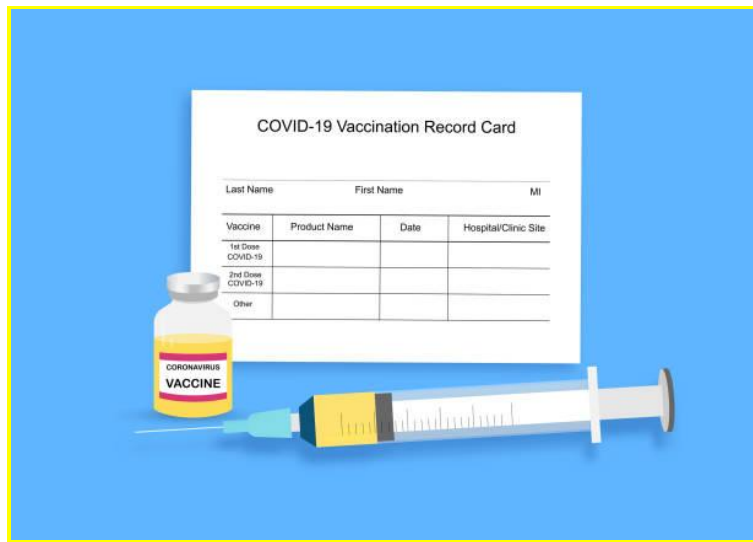 COVID-19 Vaccination Record Card
Last Name First Name MI
Vaccine Product Name Date Hospital/Clinic Site
1st Dose
COVID-19
2nd Dose
COVID-19
Other
CORONAVIRUS
VACCINE